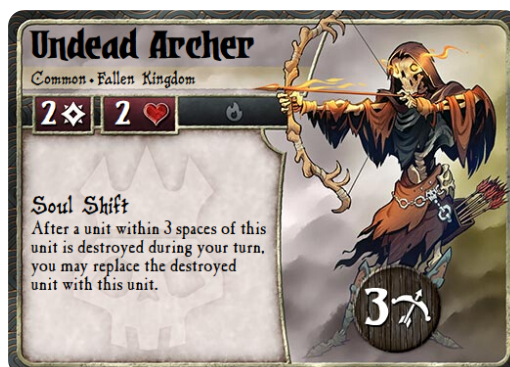 Undead Archer
Common • Fallen Kingdom
2 2
Soul Shift
After a unit within 3 spaces of this
unit is destroyed during your turn,
you may replace the destroyed
unit with this unit.
3